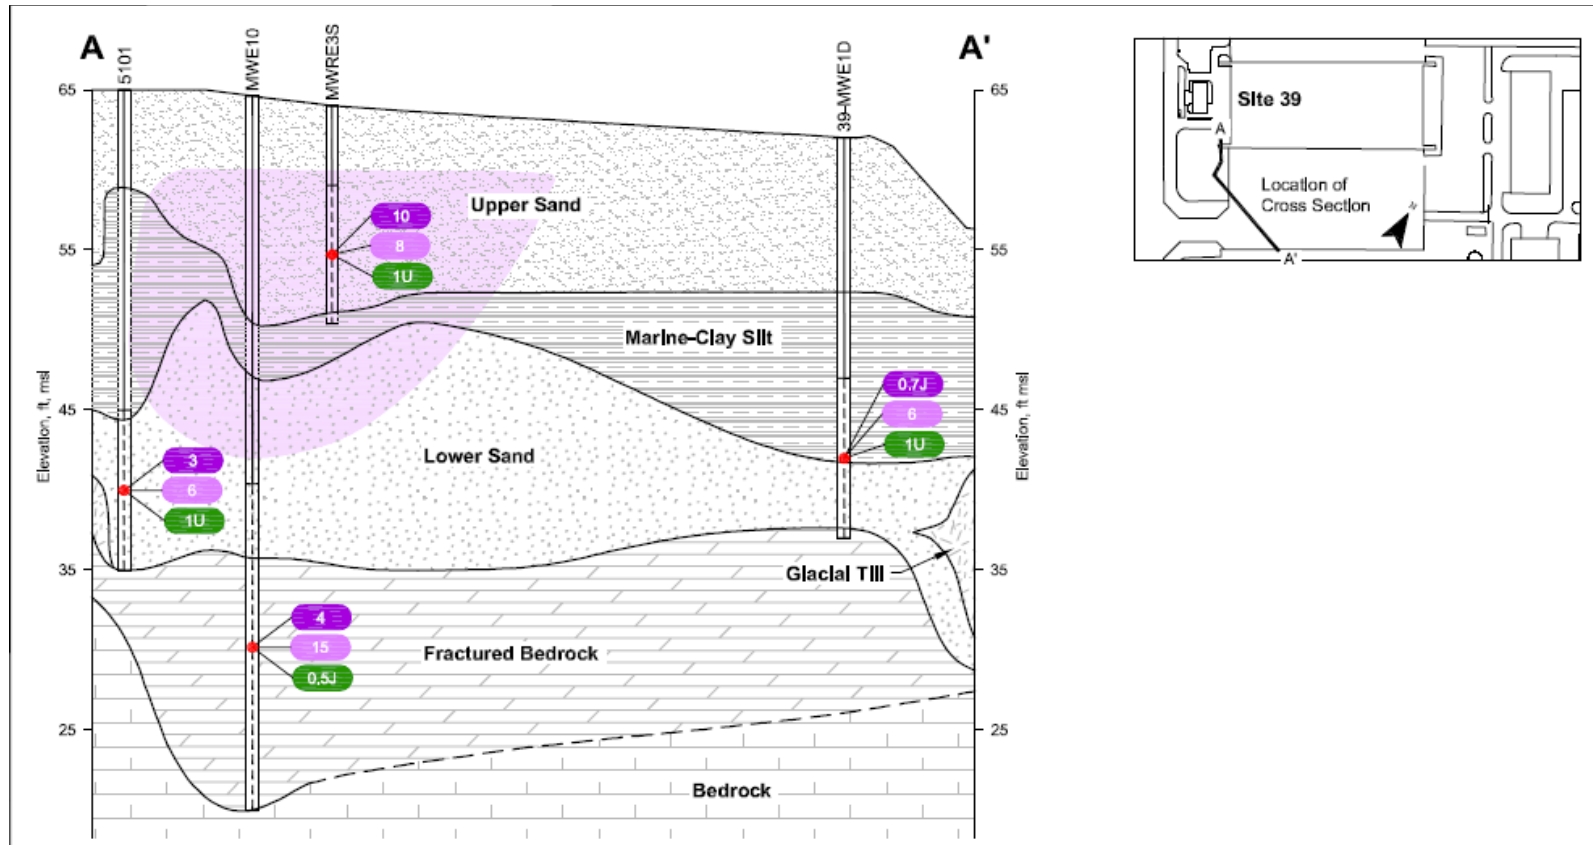 A
5101
MWE10
MWRE3S
39-MWE1D
A'
65
55
45
35
25
Elevation, ft, msl
65
55
45
35
25
Elevation, ft msl
Upper Sand
10
8
1U
Marine-Clay Silt
0.7J
6
1U
Lower Sand
3
6
1U
Glacial Till
4
15
0.5J
Fractured Bedrock
Bedrock
Site 39
A
Location of
Cross Section
N
A'